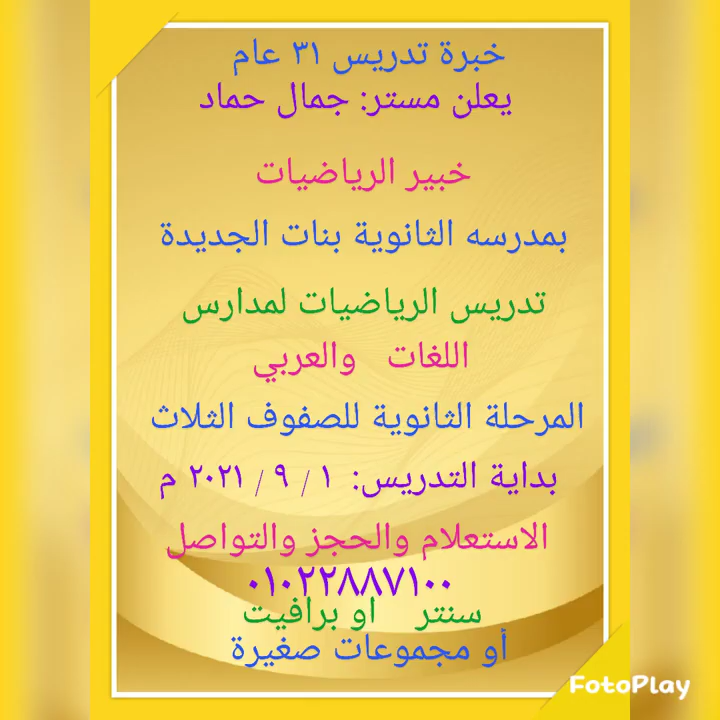 خبرة تدريس ٣١ عام
يعلن مستر: جمال حماد
خبير الرياضيات
بمدرسه الثانوية بنات الجديدة
تدريس الرياضيات لمدارس
اللغات والعربي
المرحلة الثانوية للصفوف الثلاث
بداية التدريس: ١ / ٩ / ٢٠٢١ م
الاستعلام والحجز والتواصل
٠١٠٢٢٨٨٧١٠٠
سنتر او برافيت
أو مجموعات صغيرة
FotoPlay